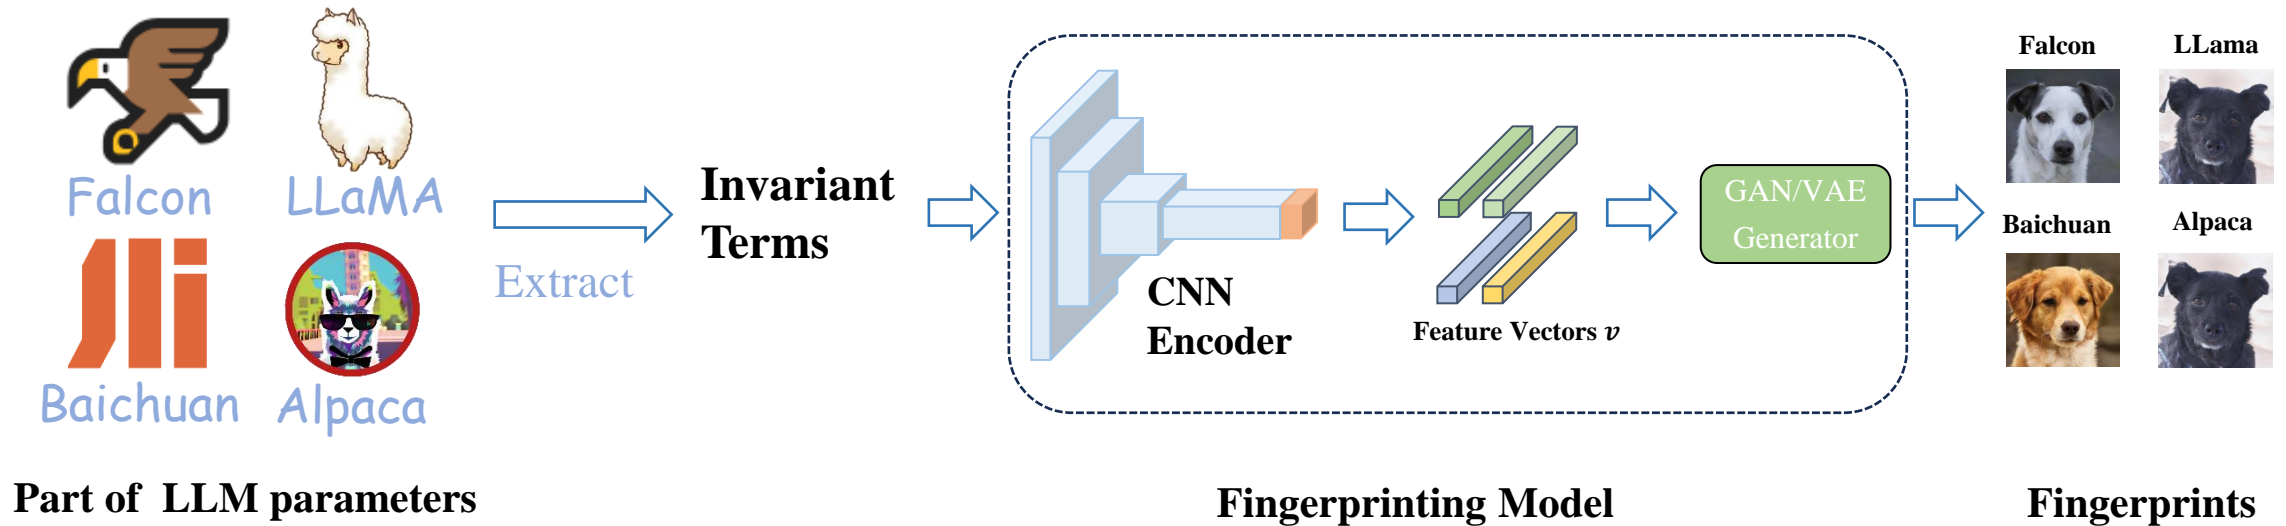 Falcon
LLaMA
Baichuan
Alpaca
Part of LLM parameters
Extract
Invariant
Terms
CNN
Encoder
Feature Vectors v
GAN/VAE
Generator
Fingerprinting Model
Falcon
LLama
Baichuan
Alpaca
Fingerprints